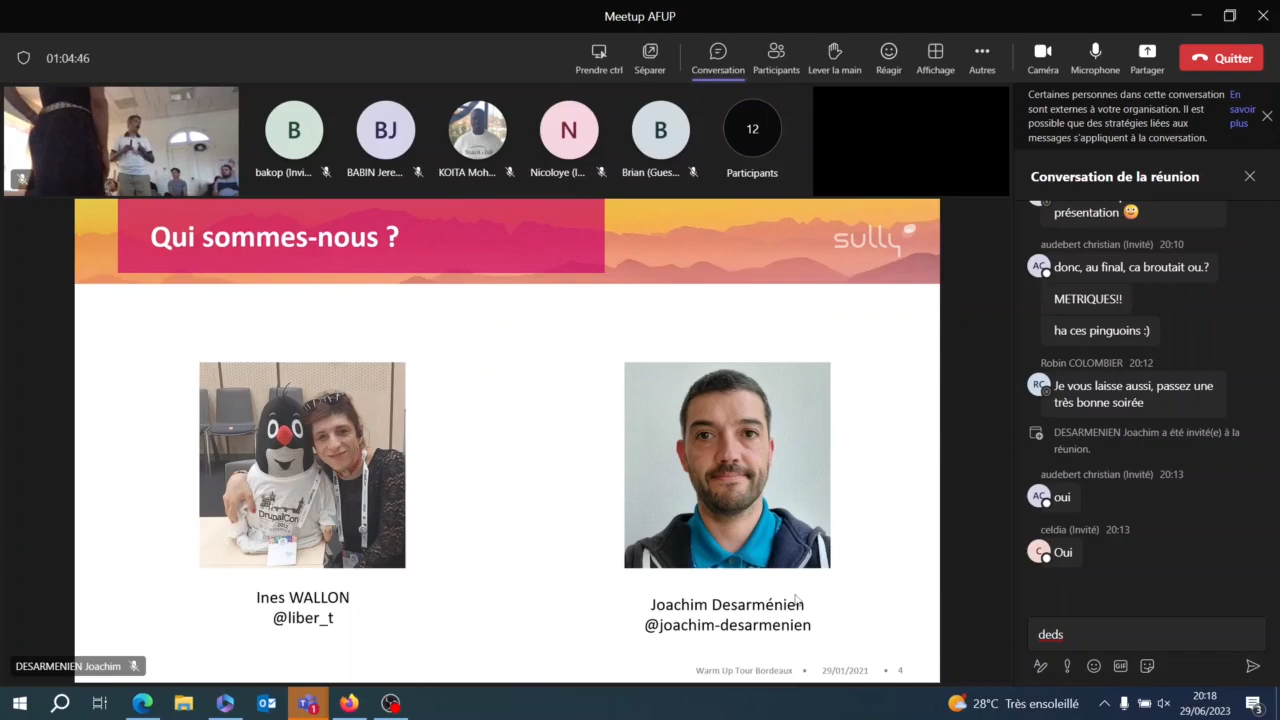 Meetup AFUP
01:04:46
Prendre ctrl
Séparer
Conversation
Participants
Lever la main
Réagir
Affichage
Autres
Caméra
Microphone
Partager
Quitter
B
BJ
N
B
12
bakop (Invi...
BABIN Jere...
KOITA Moh...
Nicoloye (I...
Brian (Gues...
Participants
Certaines personnes dans cette conversation
sont externes à votre organisation. Il est
possible que des stratégies liées aux
messages s'appliquent à la conversation.
En
savoir
plus
Conversation de la réunion
présentation
audebert christian (Invité) 20:10
AC
donc, au final, ca broutait ou.?
METRIQUES!!
ha ces pinguoins :)
Robin COLOMBIER 20:12
RC
Je vous laisse aussi, passez une
très bonne soirée
DESARMENIEN Joachim a été invité(e) à la
réunion.
audebert christian (Invité) 20:13
AC
oui
celdia (Invité) 20:13
C
Oui
deds
GIF
Qui sommes-nous ?
sully
DrupalCon
Ines WALLON
@liber_t
Joachim Desarménien
@joachim-desarmenien
Warm Up Tour Bordeaux • 29/01/2021 • 4
DESARMENIEN Joachim
28°C Très ensoleillé
20:18
29/06/2023
3
1